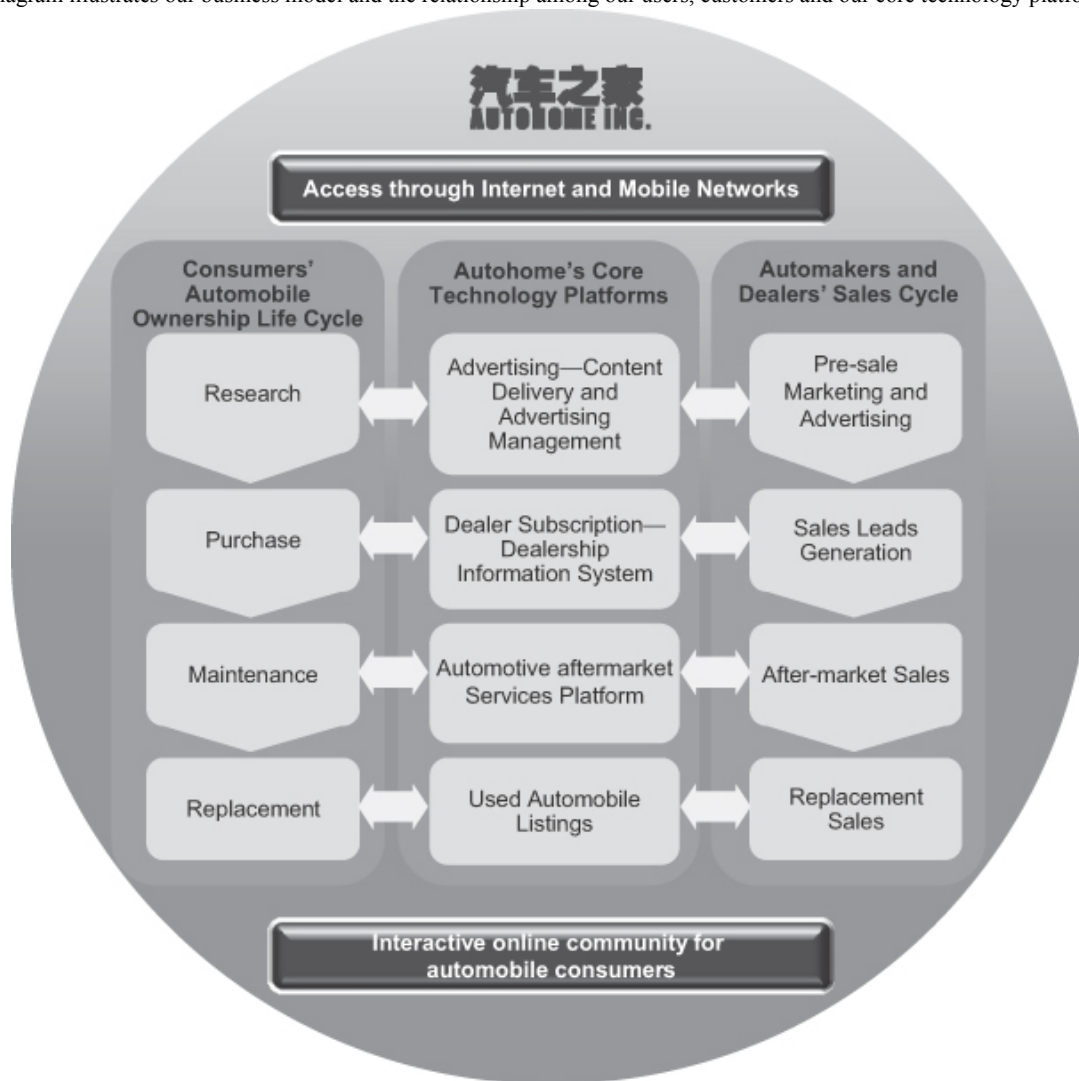 diagram illustrates our business model and the relationship among our users, customers and our core technology
汽车之家
AUTOHOME INC.
Access through Internet and Mobile Networks
Consumers'
Automobile
Ownership Life Cycle
Research
Purchase
Maintenance
Replacement
Autohome's Core
Technology Platforms
Advertising—Content
Delivery and
Advertising
Management
Dealer Subscription—
Dealership
Information System
Automotive aftermarket
Services Platform
Used Automobile
Listings
Automakers and
Dealers' Sales Cycle
Pre-sale
Marketing and
Advertising
Sales Leads
Generation
After-market Sales
Replacement
Sales
Interactive online community for
automobile consumers